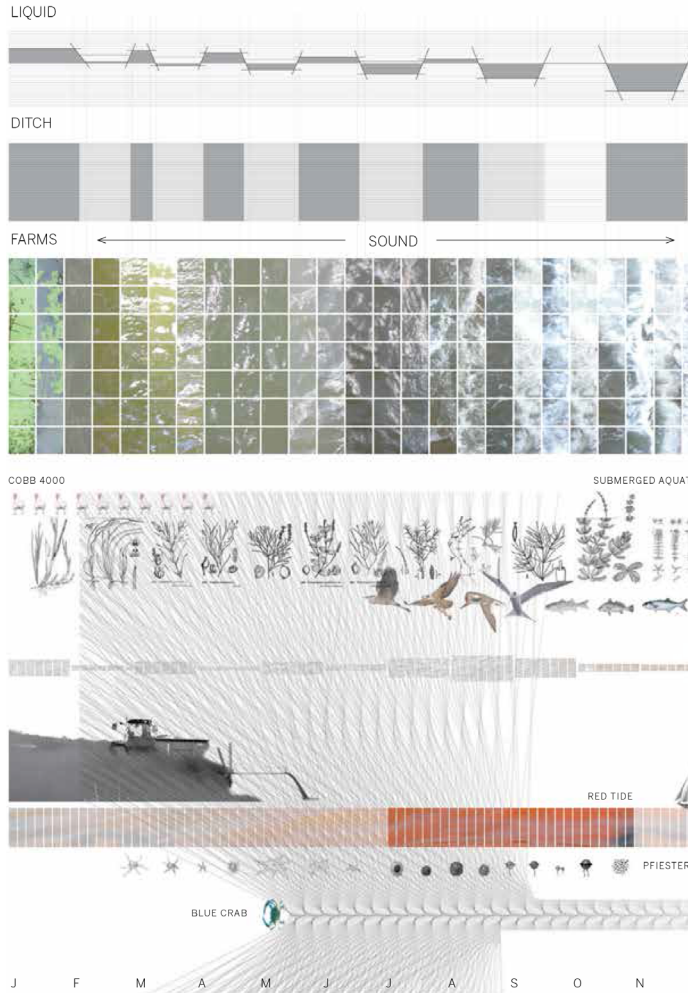 LIQUID
DITCH
FARMS
SOUND
COBB 4000
SUBMERGED AQUAT
RED TIDE
PFIESTER
BLUE CRAB
J F M A M J J A S O N